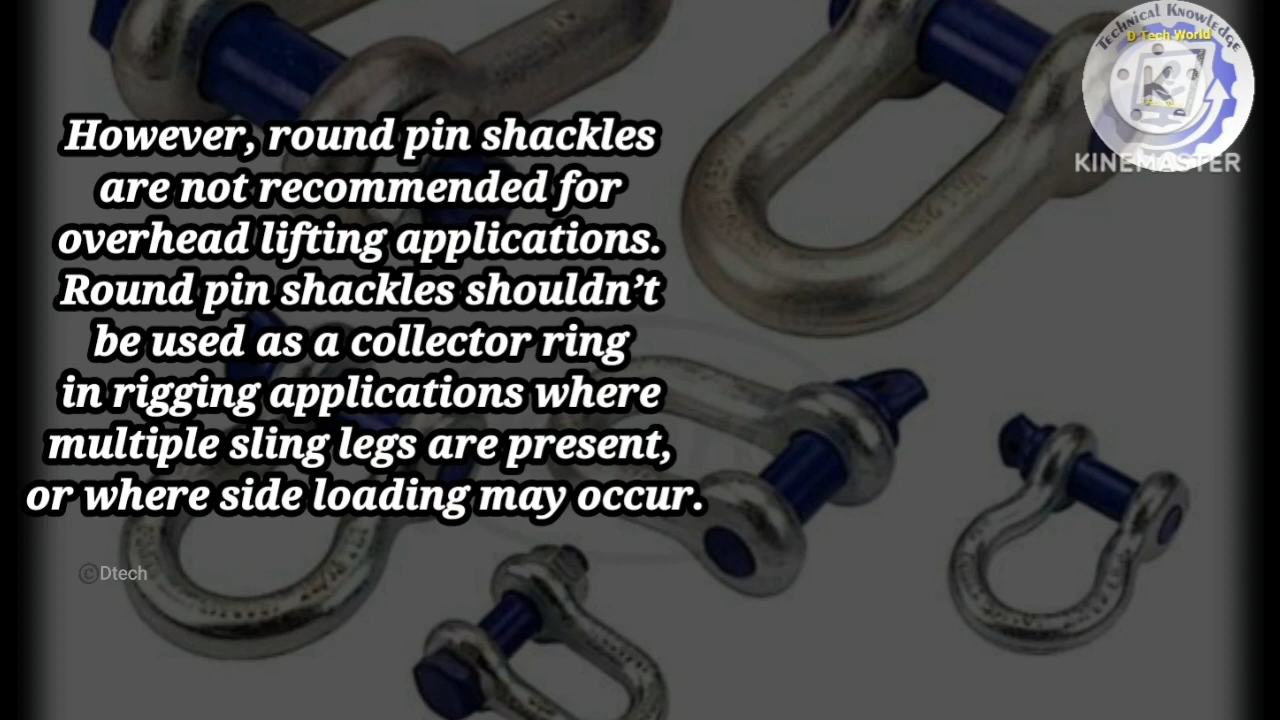 However, round pin shackles
are not recommended for
overhead lifting applications.
Round pin shackles shouldn’t
be used as a collector ring
in rigging applications where
multiple sling legs are present,
or where side loading may occur.
©Dtech
Technical Knowledge
D Tech World
K
KINEMASTER